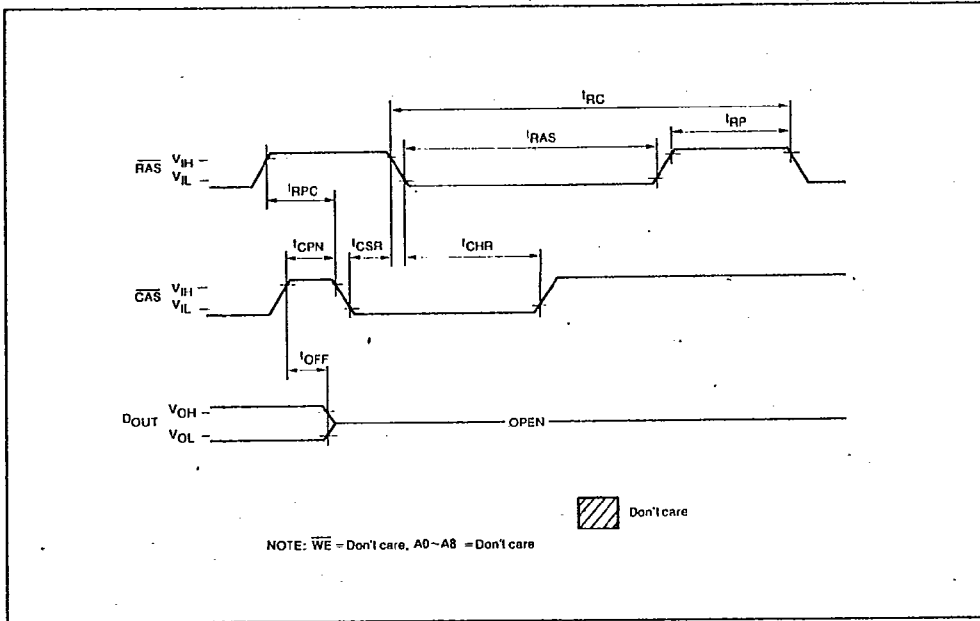 tRC
tRP
tRAS
RAS VIH
VIL
tRPC
tCPN tCSR tCHR
CAS VIH
VIL
tOFF
DOUT VOH
VOL
OPEN
Don't care
NOTE: WE = Don't care, A0~A8 = Don't care